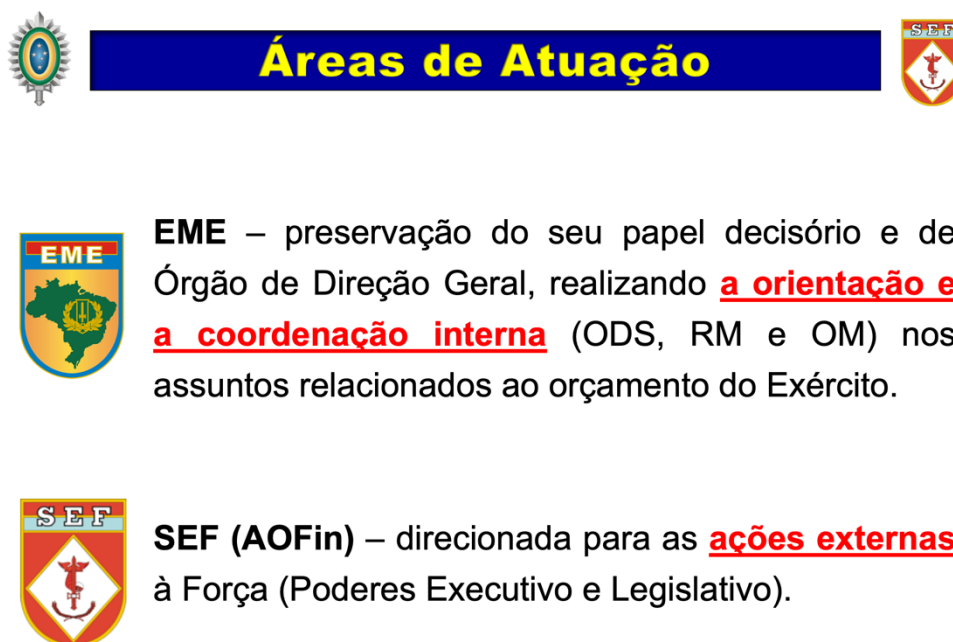 Áreas de Atuação
SEF
EME
EME – preservação do seu papel decisório e de
Órgão de Direção Geral, realizando a orientação e
a coordenação interna (ODS, RM e OM) nos
assuntos relacionados ao orçamento do Exército.
SEF
SEF (AOFin) – direcionada para as ações externas
à Força (Poderes Executivo e Legislativo).